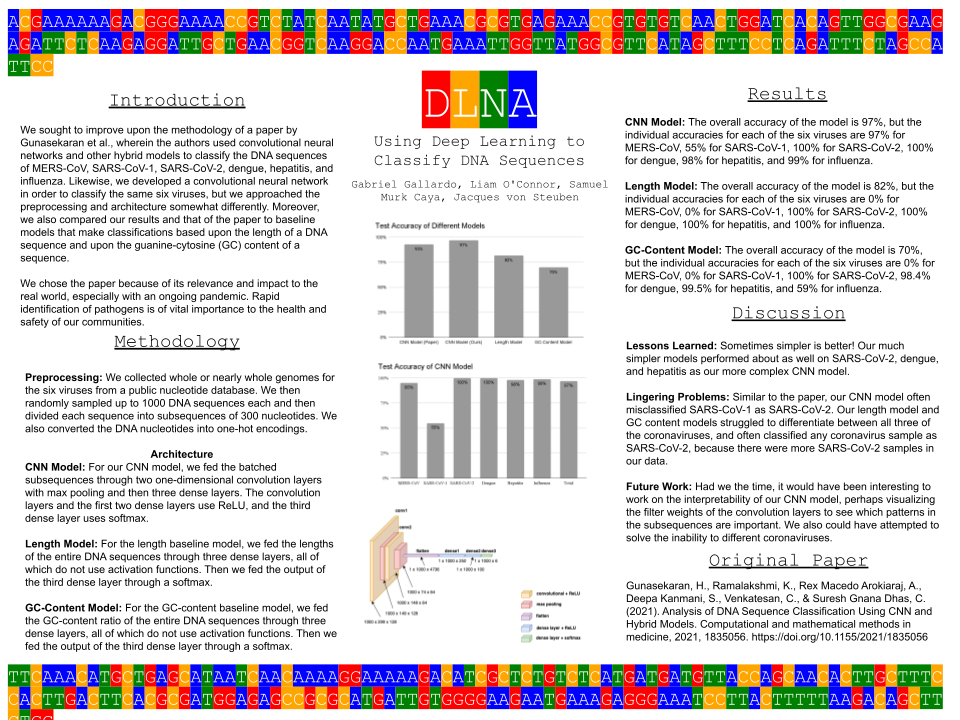 ACGAAAAAAGACGGGAAAACCGTCTATCAATATGCTGAAACGCGTGAGAAACCGTGTGTCAACTGGATCACAGTTGGCGAAG
AGATTCTCAAGAGGATTGCTGAACGGTCAAGGACCAATGAAATTGGTTATGGCGTTCATAGCTTTCCTCAGATTTCTAGCCA
TTCC
Introduction
We sought to improve upon the methodology of a paper by
Gunasekaran et al., wherein the authors used convolutional neural
networks and other hybrid models to classify the DNA sequences
of MERS-CoV, SARS-CoV-1, SARS-CoV-2, dengue, hepatitis, and
influenza. Likewise, we developed a convolutional neural network
in order to classify the same six viruses, but we approached the
preprocessing and architecture somewhat differently. Moreover,
we also compared our results and that of the paper to baseline
models that make classifications based upon the length of a DNA
sequence and upon the guanine-cytosine (GC) content of a
sequence.
We chose the paper because of its relevance and impact to the
real world, especially with an ongoing pandemic. Rapid
identification of pathogens is of vital importance to the health and
safety of our communities.
Methodology
Preprocessing: We collected whole or nearly whole genomes for
the six viruses from a public nucleotide database. We then
randomly sampled up to 1000 DNA sequences each and then
divided each sequence into subsequences of 300 nucleotides. We
also converted the DNA nucleotides into one-hot encodings.
Architecture
CNN Model: For our CNN model, we fed the batched
subsequences through two one-dimensional convolution layers
with max pooling and then three dense layers. The convolution
layers and the first two dense layers use ReLU, and the third
dense layer uses softmax.
Length Model: For the length baseline model, we fed the lengths
of the entire DNA sequences through three dense layers, all of
which do not use activation functions. Then we fed the output of
the third dense layer through a softmax.
GC-Content Model: For the GC-content baseline model, we fed
the GC-content ratio of the entire DNA sequences through three
dense layers, all of which do not use activation functions. Then we
fed the output of the third dense layer through a softmax.
DLNA
Using Deep Learning to
Classify DNA Sequences
Gabriel Gallardo, Liam O'Connor, Samuel
Murk Caya, Jacques von Steuben
Test Accuracy of Different Models
100%
75%
50%
25%
0%
93%
97%
82%
70%
CNN Model (Paper)
CNN Model (Ours)
Length Model
GC-Content Model
Test Accuracy of CNN Model
100%
75%
50%
25%
0%
55%
100%
100%
98%
99%
97%
MERS-CoV
SARS-CoV-1
SARS-CoV-2
Dengue
Hepatitis
Influenza
Total
conv1
conv2
flatten
dense1
dense2
dense3
1 x 1000 x 4736
1 x 1000 x 250
1 x 1000 x 100
1 x 1000 x 6
1000 x 74 x 64
1000 x 148 x 64
1000 x 149 x 128
1000 x 298 x 128
convolutional + ReLU
max pooling
flatten
dense layer + ReLU
dense layer + softmax
Results
CNN Model: The overall accuracy of the model is 97%, but the
individual accuracies for each of the six viruses are 97% for
MERS-CoV, 55% for SARS-CoV-1, 100% for SARS-CoV-2, 100%
for dengue, 98% for hepatitis, and 99% for influenza.
Length Model: The overall accuracy of the model is 82%, but the
individual accuracies for each of the six viruses are 0% for
MERS-CoV, 0% for SARS-CoV-1, 100% for SARS-CoV-2, 100%
for dengue, 100% for hepatitis, and 100% for influenza.
GC-Content Model: The overall accuracy of the model is 70%,
but the individual accuracies for each of the six viruses are 0% for
MERS-CoV, 0% for SARS-CoV-1, 100% for SARS-CoV-2, 98.4%
for dengue, 99.5% for hepatitis, and 59% for influenza.
Discussion
Lessons Learned: Sometimes simpler is better! Our much
simpler models performed about as well on SARS-CoV-2, dengue,
and hepatitis as our more complex CNN model.
Lingering Problems: Similar to the paper, our CNN model often
misclassified SARS-CoV-1 as SARS-CoV-2. Our length model and
GC content models struggled to differentiate between all three of
the coronaviruses, and often classified any coronavirus sample as
SARS-CoV-2, because there were more SARS-CoV-2 samples in
our data.
Future Work: Had we the time, it would have been interesting to
work on the interpretability of our CNN model, perhaps visualizing
the filter weights of the convolution layers to see which patterns in
the subsequences are important. We also could have attempted to
solve the inability to different coronaviruses.
Original Paper
Gunasekaran, H., Ramalakshmi, K., Rex Macedo Arokiaraj, A.,
Deepa Kanmani, S., Venkatesan, C., & Suresh Gnana Dhas, C.
(2021). Analysis of DNA Sequence Classification Using CNN and
Hybrid Models. Computational and mathematical methods in
medicine, 2021, 1835056. https://doi.org/10.1155/2021/1835056
TTCAAACATGCTGAGCATAATCAACAAAAGGAAAAAGACATCGCTCTGTCTCATGATGATGTTACCAGCAACACTTGCTTTC
CACTTGACTTCACGCGATGGAGAGCCGCGCATGATTGTGGGGAAGAATGAAAGAGGGAAATCCTTACTTTTTAAGACAGCTT